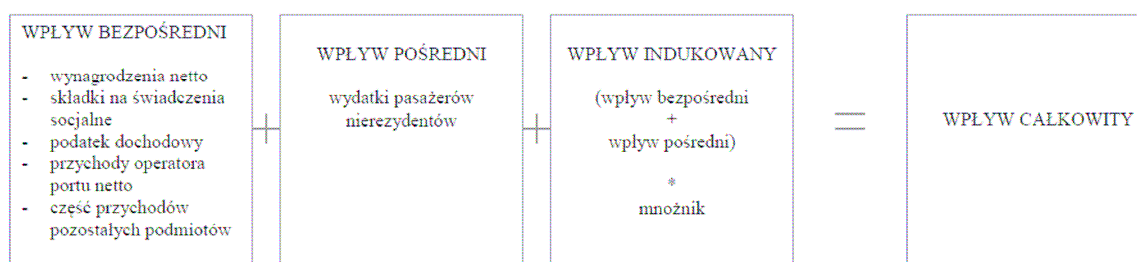 WPŁYW BEZPOŚREDNI
- wynagrodzenia netto
- składki na świadczenia
socjalne
- podatek dochodowy
- przychody operatora
portu netto
- część przychodów
pozostałych podmiotów
+
WPŁYW POŚREDNI
wydatki pasażerów
nierezydentów
+
WPŁYW INDUKOWANY
(wpływ bezpośredni
+
wpływ pośredni)
*
mnożnik
=
WPŁYW CAŁKOWITY